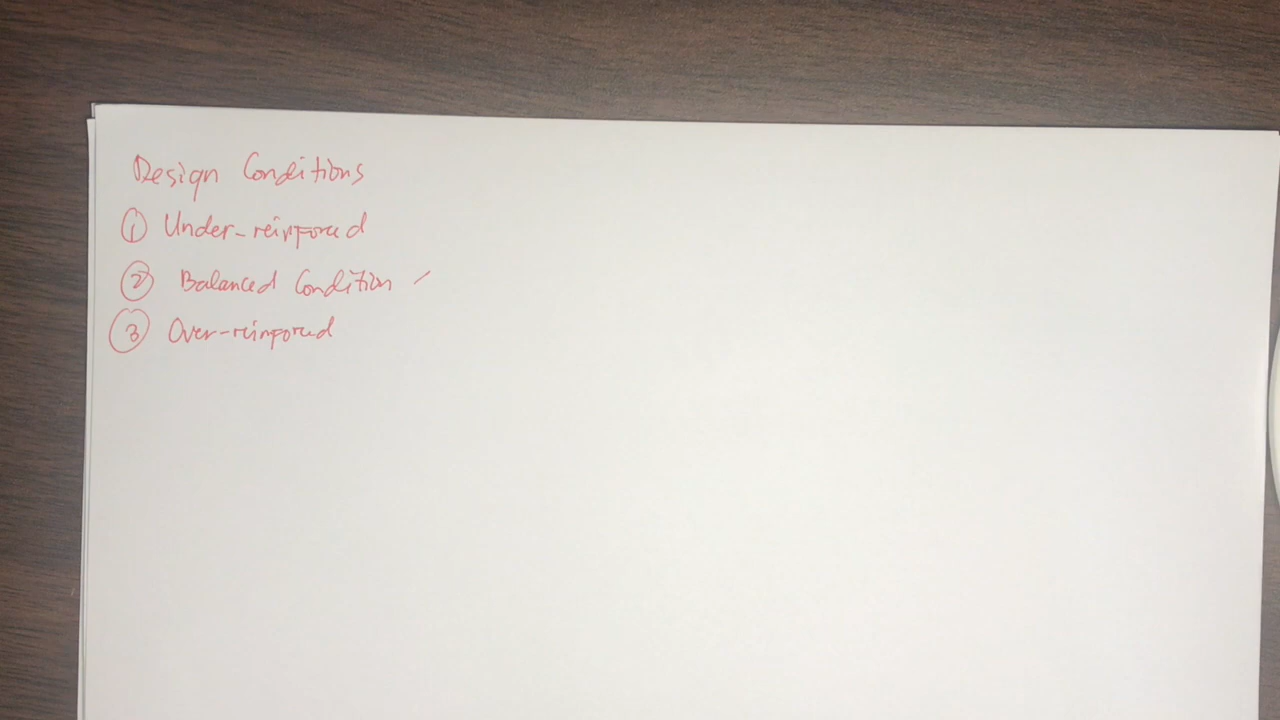 Design Conditions
① Under-reinforced
② Balanced Condition
③ Over-reinforced